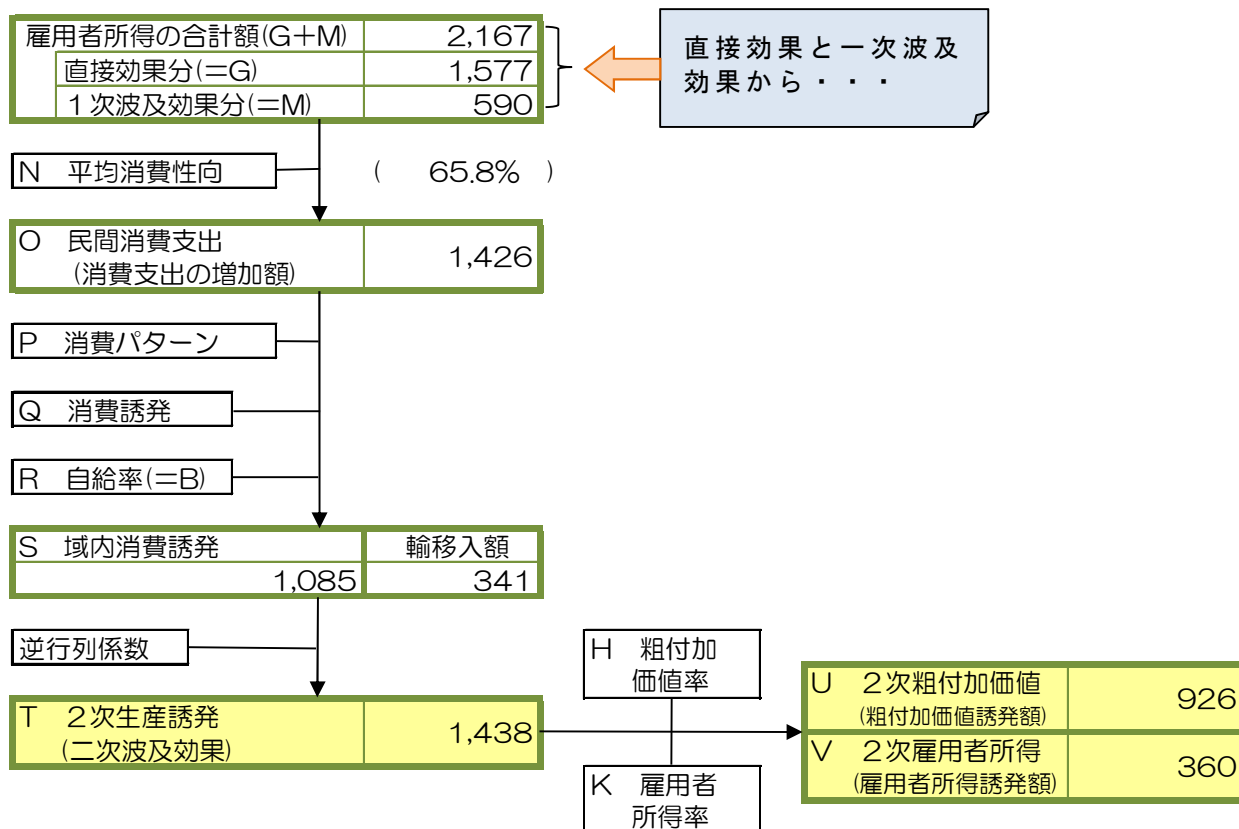 雇用者所得の合計額(G+M) 2,167
直接効果分(=G) 1,577
1次波及効果分(=M) 590
直接効果と一次波及
効果から・・・
N 平均消費性向 ( 65.8% )
O 民間消費支出
(消費支出の増加額) 1,426
P 消費パターン
Q 消費誘発
R 自給率(=B)
S 域内消費誘発 輸移入額
1,085 341
逆行列係数
H 粗付加
価値率
T 2次生産誘発
(二次波及効果) 1,438
U 2次粗付加価値
(粗付加価値誘発額) 926
V 2次雇用者所得
(雇用者所得誘発額) 360
K 雇用者
所得率